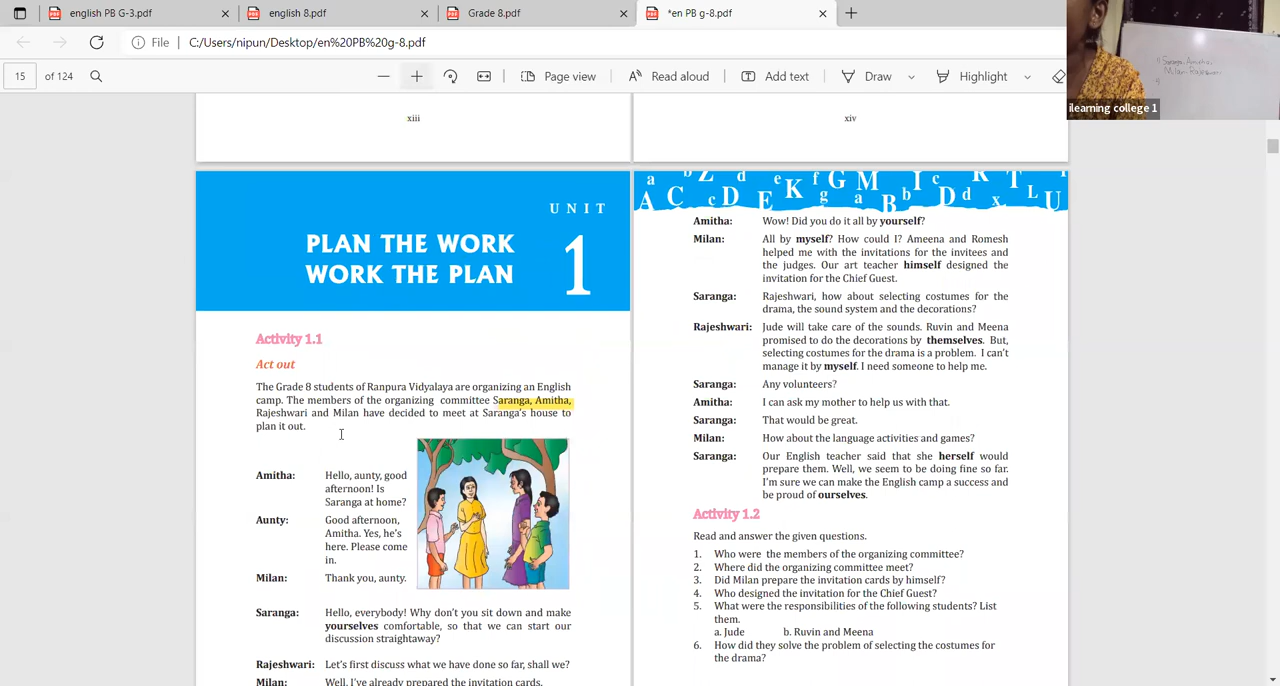 english PB G-3.pdf
english 8.pdf
Grade 8.pdf
*en PB g-8.pdf
File
C:/Users/nipun/Desktop/en%20PB%20g-8.pdf
15 of 124
Page view
Read aloud
Add text
Draw
Highlight
1) Saranga, Amitha,
Milan Rajeshwari
ilearning college 1
xiii
xiv
UNIT
PLAN THE WORK
WORK THE PLAN
1
Activity 1.1
Act out
The Grade 8 students of Ranpura Vidyalaya are organizing an English
camp. The members of the organizing committee Saranga, Amitha,
Rajeshwari and Milan have decided to meet at Saranga's house to
plan it out.
Amitha: Hello, aunty, good
afternoon! Is
Saranga at home?
Aunty: Good afternoon,
Amitha. Yes, he's
here. Please come
in.
Milan: Thank you, aunty.
Saranga: Hello, everybody! Why don't you sit down and make
yourselves comfortable, so that we can start our
discussion straightaway?
Rajeshwari: Let's first discuss what we have done so far, shall we?
Milan: Well, I've already prepared the invitation cards.
a b Z d e K f g G M a B b I c D d R x T L U
A C c D E
Amitha: Wow! Did you do it all by yourself?
Milan: All by myself? How could I? Ameena and Romesh
helped me with the invitations for the invitees and
the judges. Our art teacher himself designed the
invitation for the Chief Guest.
Saranga: Rajeshwari, how about selecting costumes for the
drama, the sound system and the decorations?
Rajeshwari: Jude will take care of the sounds. Ruvin and Meena
promised to do the decorations by themselves. But,
selecting costumes for the drama is a problem. I can't
manage it by myself. I need someone to help me.
Saranga: Any volunteers?
Amitha: I can ask my mother to help us with that.
Saranga: That would be great.
Milan: How about the language activities and games?
Saranga: Our English teacher said that she herself would
prepare them. Well, we seem to be doing fine so far.
I'm sure we can make the English camp a success and
be proud of ourselves.
Activity 1.2
Read and answer the given questions.
1. Who were the members of the organizing committee?
2. Where did the organizing committee meet?
3. Did Milan prepare the invitation cards by himself?
4. Who designed the invitation for the Chief Guest?
5. What were the responsibilities of the following students? List
them.
a. Jude b. Ruvin and Meena
6. How did they solve the problem of selecting the costumes for
the drama?